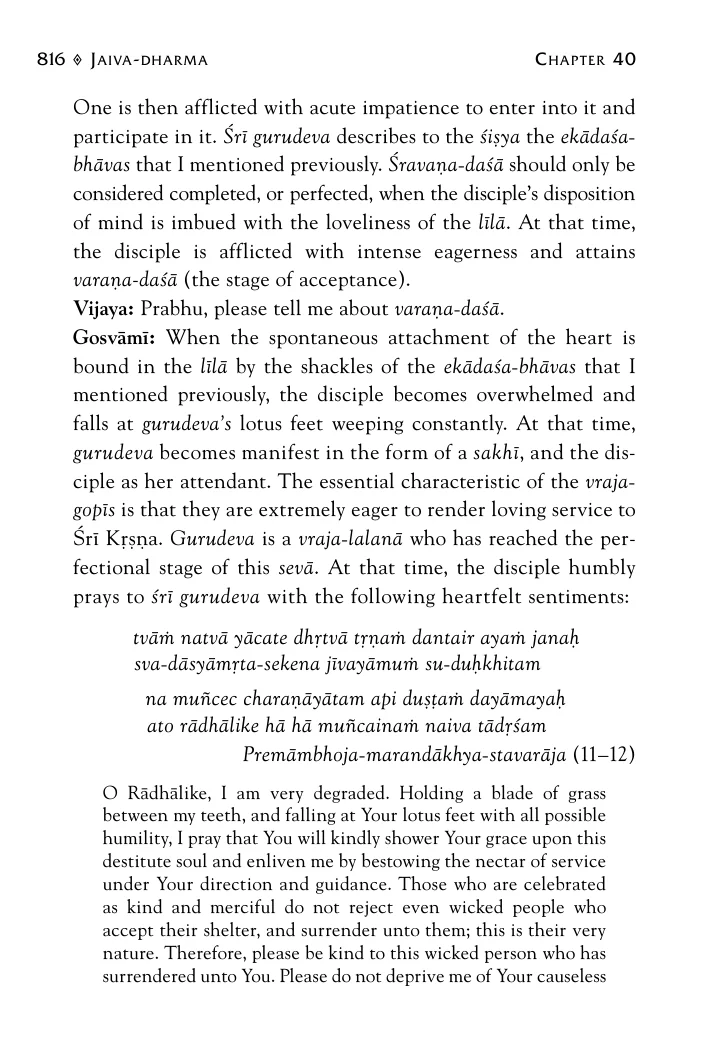 816 ◊ JAIVA-DHARMA CHAPTER 40
One is then afflicted with acute impatience to enter into it and
participate in it. Śrī gurudeva describes to the śiṣya the ekādaśa-
bhāvas that I mentioned previously. Śravaṇa-daśā should only be
considered completed, or perfected, when the disciple's disposition
of mind is imbued with the loveliness of the līlā. At that time,
the disciple is afflicted with intense eagerness and attains
varaṇa-daśā (the stage of acceptance).
Vijaya: Prabhu, please tell me about varaṇa-daśā.
Gosvāmī: When the spontaneous attachment of the heart is
bound in the līlā by the shackles of the ekādaśa-bhāvas that I
mentioned previously, the disciple becomes overwhelmed and
falls at gurudeva's lotus feet weeping constantly. At that time,
gurudeva becomes manifest in the form of a sakhī, and the dis-
ciple as her attendant. The essential characteristic of the vraja-
gopīs is that they are extremely eager to render loving service to
Śrī Kṛṣṇa. Gurudeva is a vraja-lalanā who has reached the per-
fectional stage of this sevā. At that time, the disciple humbly
prays to śrī gurudeva with the following heartfelt sentiments:
tvāṁ natvā yācate dhṛtvā tṛṇaṁ dantair ayaṁ janaḥ
sva-dāsyāmṛta-sekena jīvayāmuṁ su-duḥkhitam
na muñcec charaṇāyātam api duṣṭaṁ dayāmayaḥ
ato rādhālike hā hā muñcainaṁ naiva tādṛśam
Premāmbhoja-marandākhya-stavarāja (11–12)
O Rādhālike, I am very degraded. Holding a blade of grass
between my teeth, and falling at Your lotus feet with all possible
humility, I pray that You will kindly shower Your grace upon this
destitute soul and enliven me by bestowing the nectar of service
under Your direction and guidance. Those who are celebrated
as kind and merciful do not reject even wicked people who
accept their shelter, and surrender unto them; this is their very
nature. Therefore, please be kind to this wicked person who has
surrendered unto You. Please do not deprive me of Your causeless